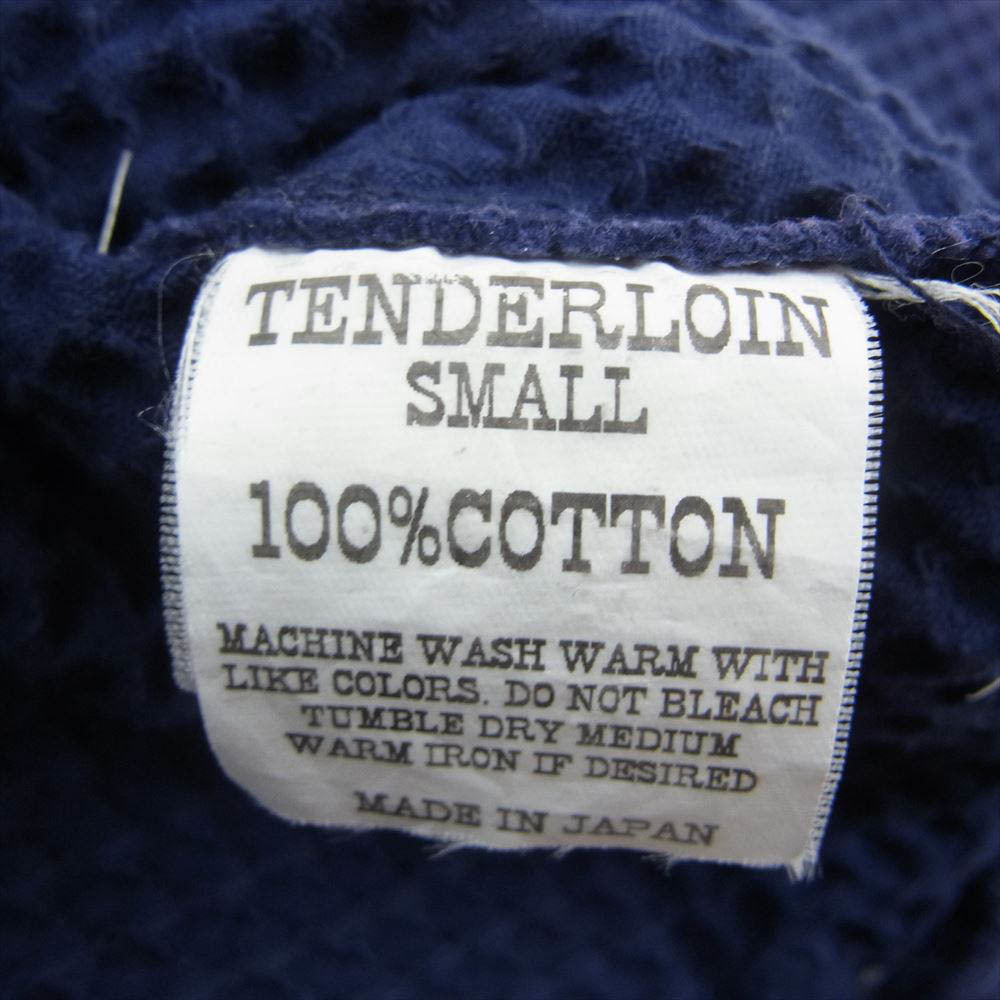 TENDERLOIN
SMALL
100%COTTON
MACHINE WASH WARM WITH
LIKE COLORS. DO NOT BLEACH
TUMBLE DRY MEDIUM
WARM IRON IF DESIRED
MADE IN JAPAN